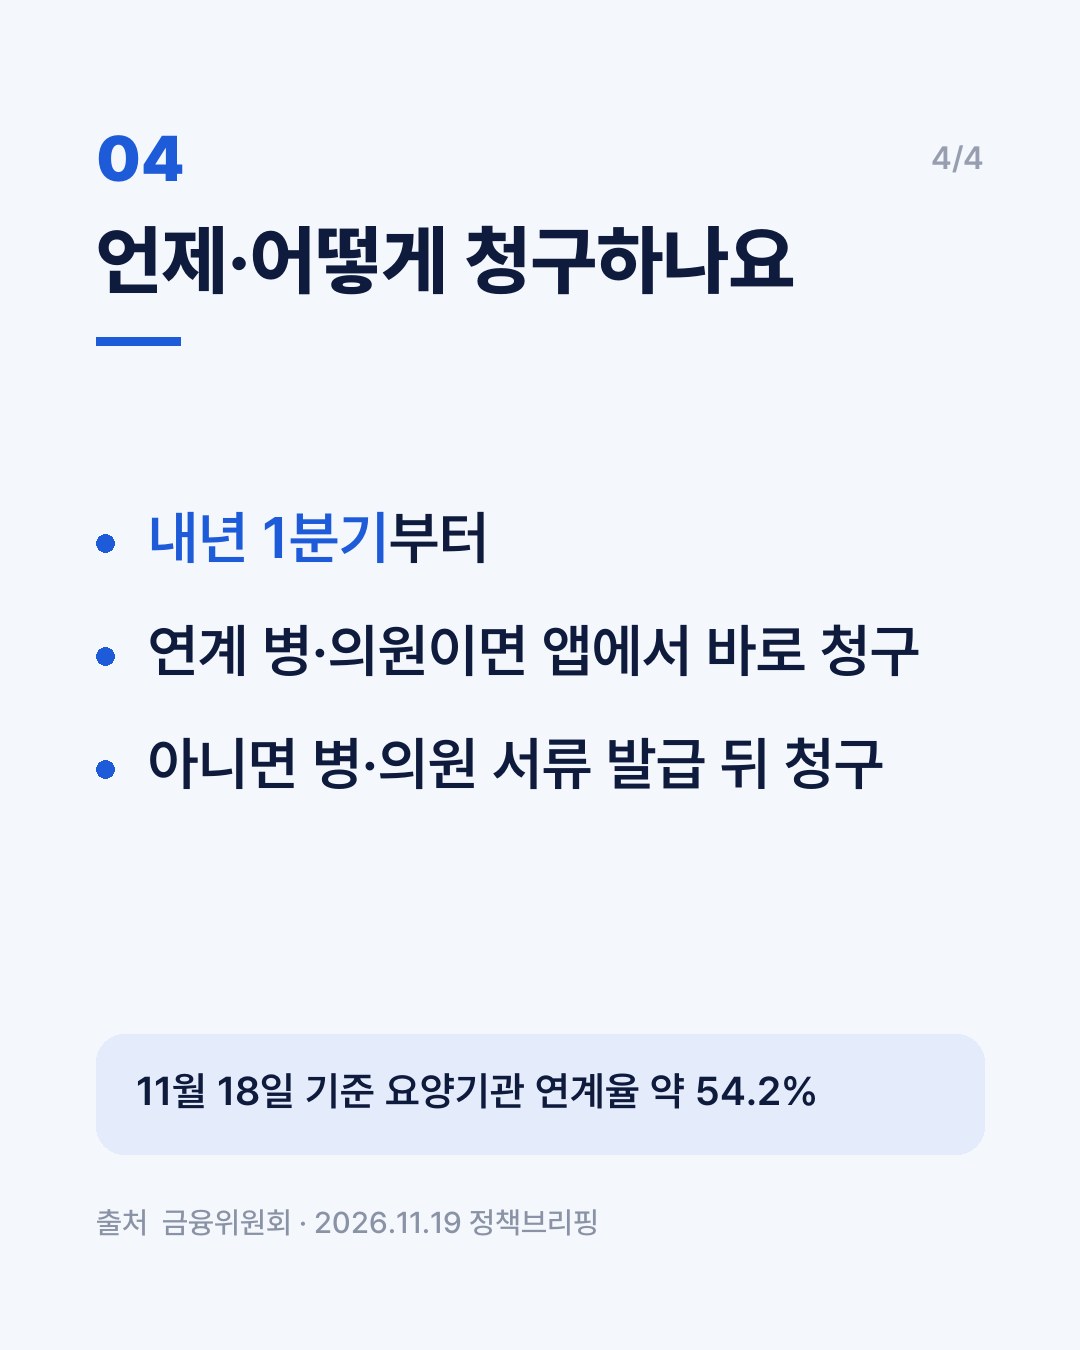 04
4/4
언제·어떻게 청구하나요
내년 1분기부터
연계 병·의원이면 앱에서 바로 청구
아니면 병·의원 서류 발급 뒤 청구
11월 18일 기준 요양기관 연계율 약 54.2%
출처 금융위원회 · 2026.11.19 정책브리핑